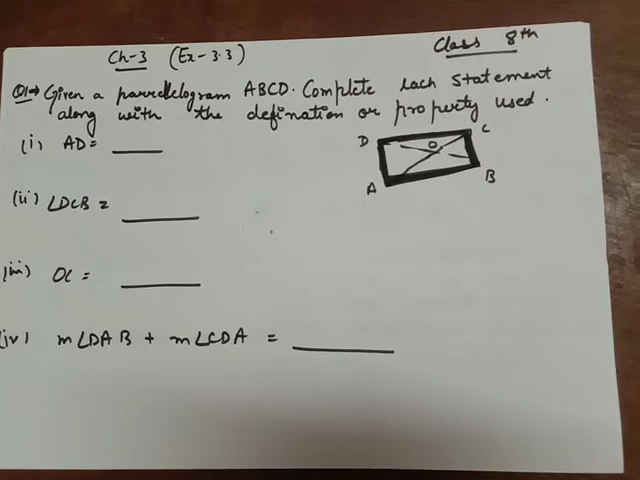 Ch-3 (Ex-3.3) Class 8th
Q1→ Given a parrellelogram ABCD. Complete each statement
along with the defination or property used.
(i) AD = ____
(ii) ∠DCB = ____
(iii) OC = ____
(iv) m∠DAB + m∠CDA = ____
D C
O
A B